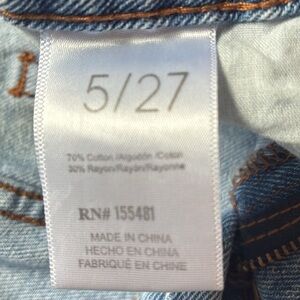 5/27
70% Cotton/Algodón/Coton
30% Rayon/Rayón/Rayonne
RN# 155481
MADE IN CHINA
HECHO EN CHINA
FABRIQUÉ EN CHINE